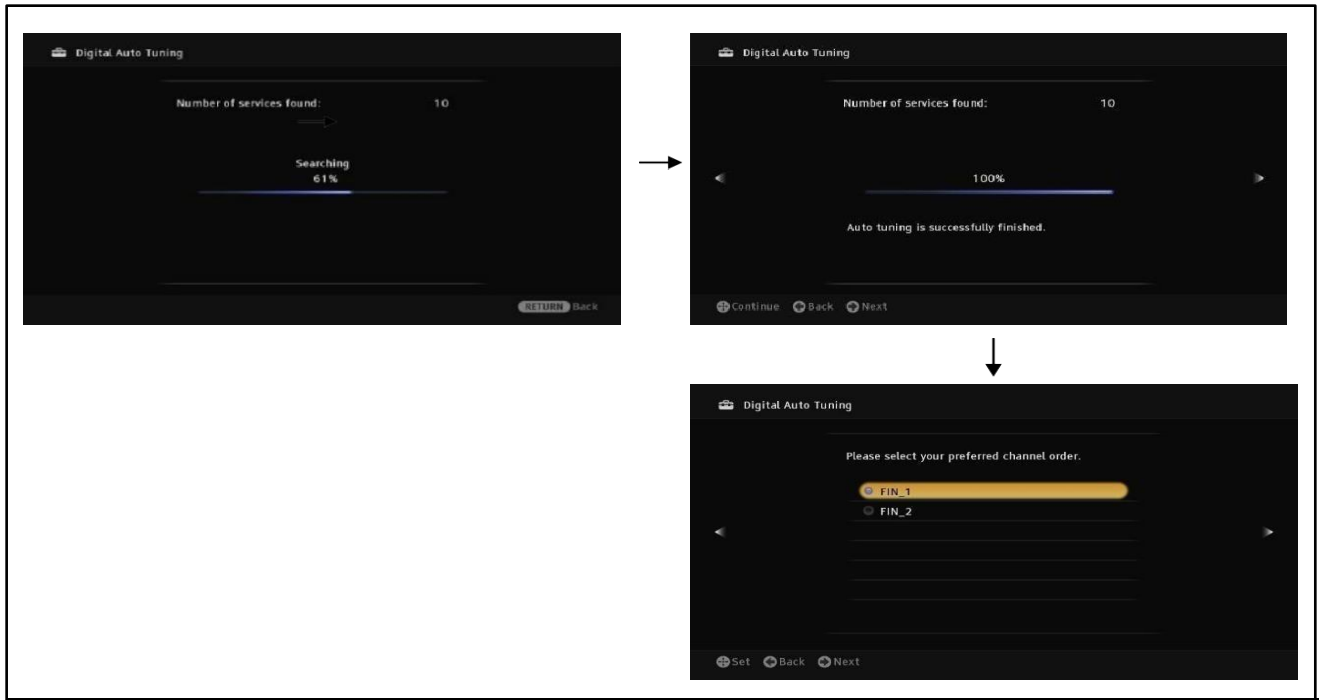 Digital Auto Tuning
Number of services found: 10
Searching
61%
RETURN Back
Digital Auto Tuning
Number of services found: 10
100%
Auto tuning is successfully finished.
Continue Back Next
Digital Auto Tuning
Please select your preferred channel order.
FIN_1
FIN_2
Set Back Next